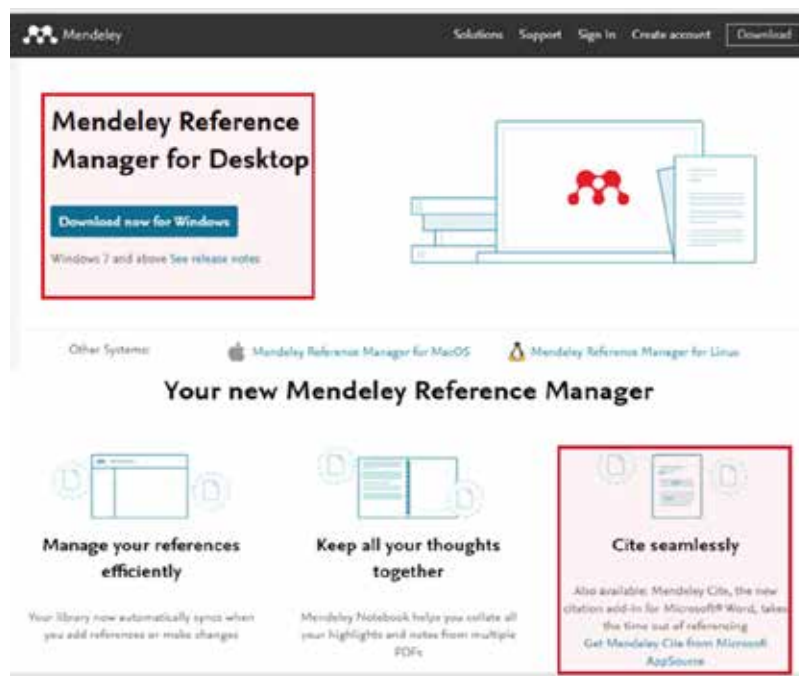 Mendeley
Solutions Support Sign In Create account Download
Mendeley Reference
Manager for Desktop
Download now for Windows
Windows 7 and above See release notes
Other Systems:
Mendeley Reference Manager for MacOS
Mendeley Reference Manager for Linux
Your new Mendeley Reference Manager
Manage your references
efficiently
Your library now automatically syncs when
you add references or make changes
Keep all your thoughts
together
Mendeley Notebook helps you collate all
your highlights and notes from multiple
PDFs
Cite seamlessly
Also available: Mendeley Cite, the new
citation add-in for Microsoft® Word, takes
the time out of referencing
Get Mendeley Cite from Microsoft
AppSource